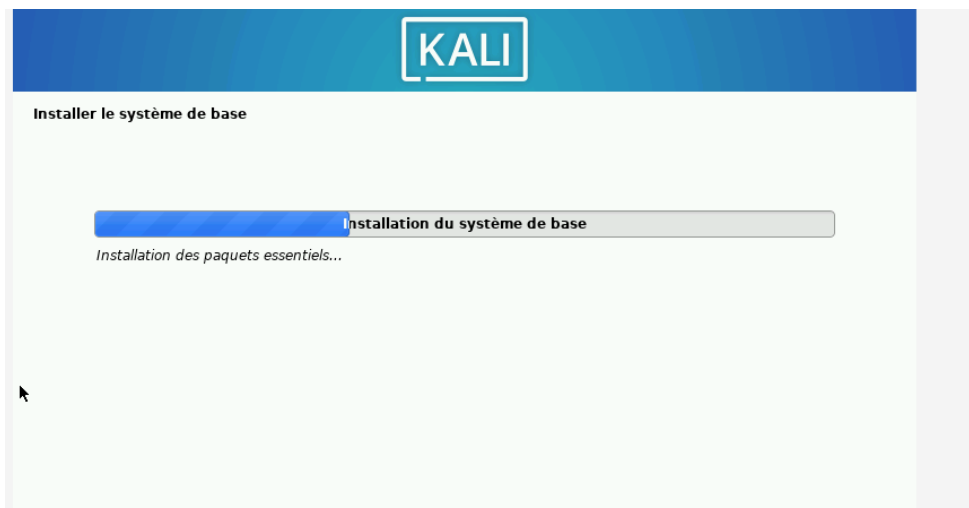 KALI
Installer le système de base
Installation du système de base
Installation des paquets essentiels...